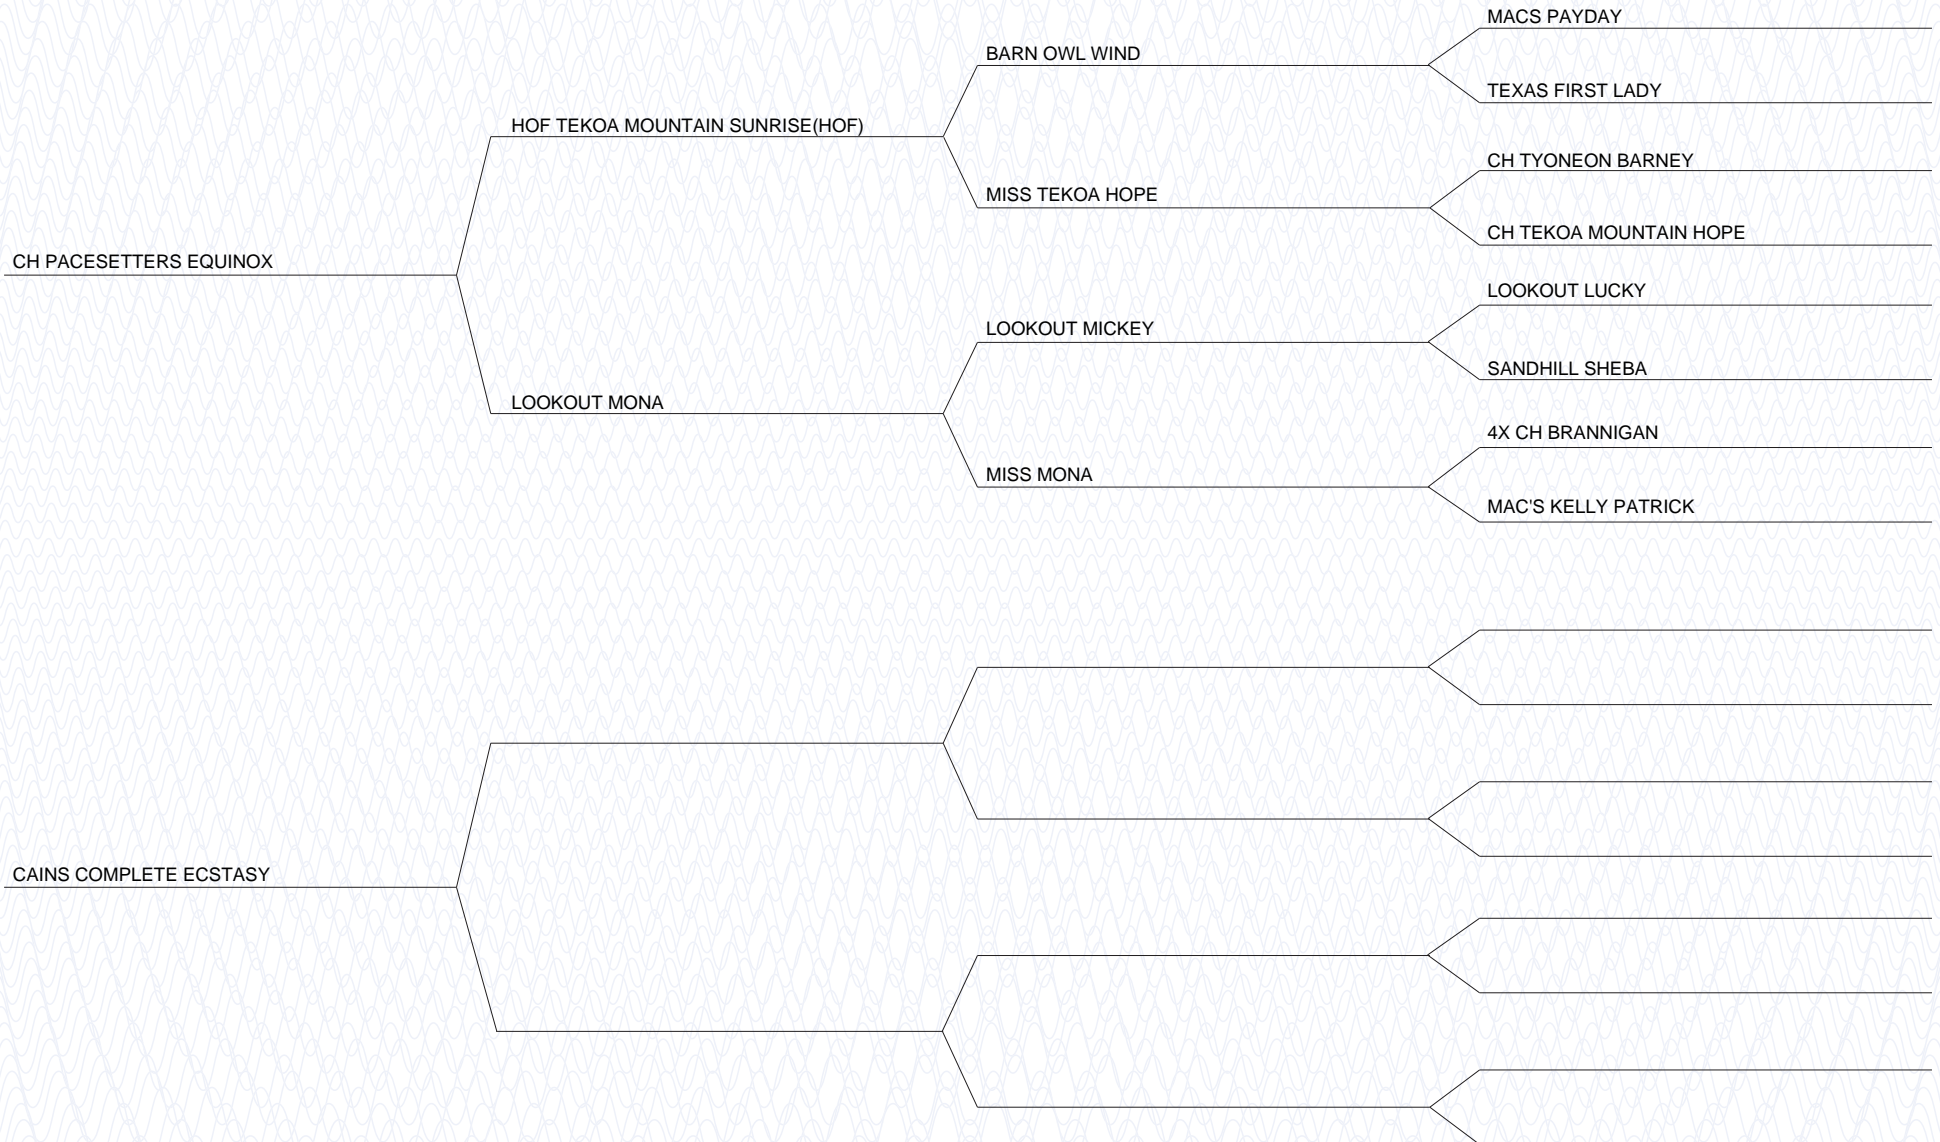 MACS PAYDAY
BARN OWL WIND
TEXAS FIRST LADY
HOF TEKOA MOUNTAIN SUNRISE(HOF)
CH TYONEON BARNEY
MISS TEKOA HOPE
CH TEKOA MOUNTAIN HOPE
CH PACESETTERS EQUINOX
LOOKOUT LUCKY
LOOKOUT MICKEY
SANDHILL SHEBA
LOOKOUT MONA
4X CH BRANNIGAN
MISS MONA
MAC'S KELLY PATRICK
CAINS COMPLETE ECSTASY